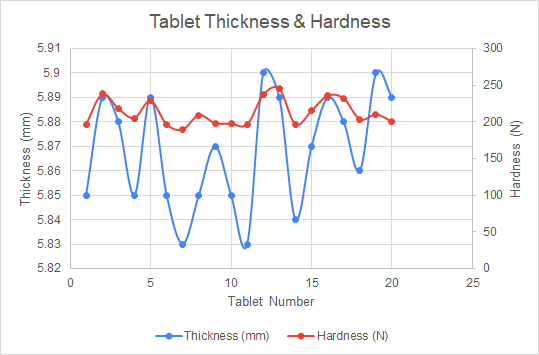 Tablet Thickness & Hardness
5.91
5.9
5.89
5.88
5.87
5.86
5.85
5.84
5.83
5.82
Thickness (mm)
300
250
200
150
100
50
0
Hardness (N)
0 5 10 15 20 25
Tablet Number
Thickness (mm) Hardness (N)